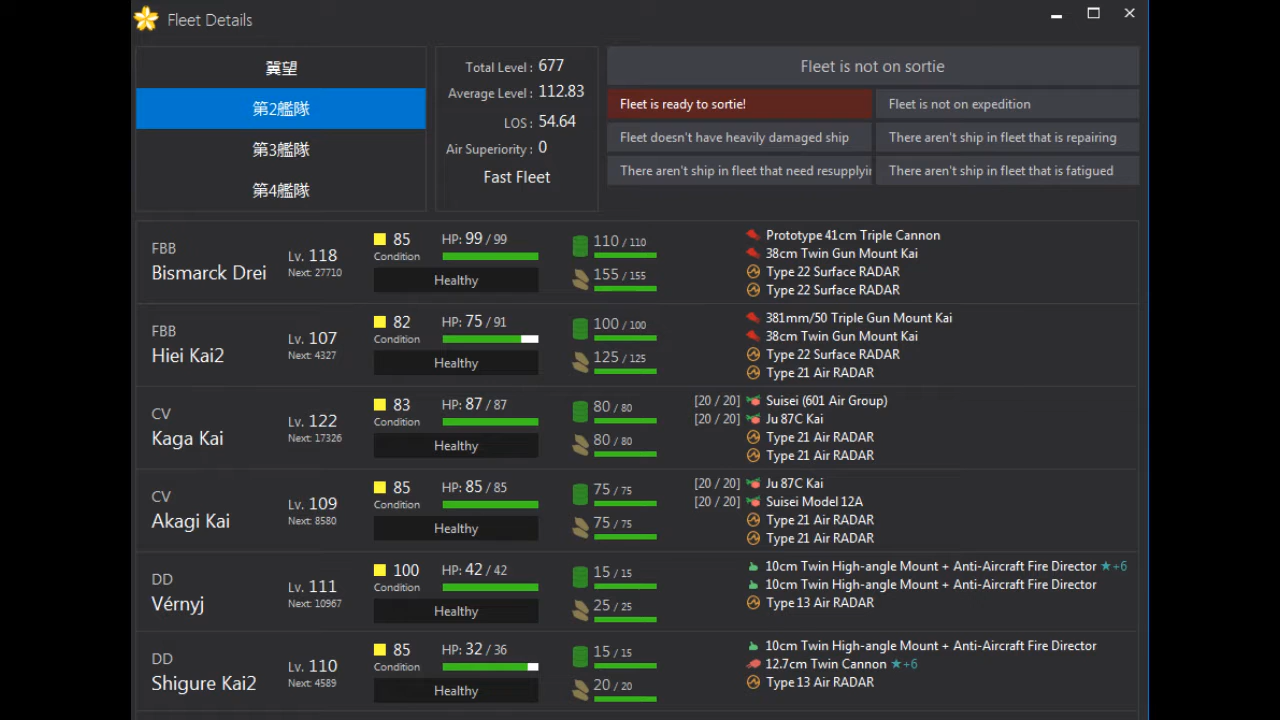 Fleet Details
冀望
第2艦隊
第3艦隊
第4艦隊
Total Level : 677
Average Level : 112.83
LOS : 54.64
Air Superiority : 0
Fast Fleet
Fleet is not on sortie
Fleet is ready to sortie!
Fleet is not on expedition
Fleet doesn't have heavily damaged ship
There aren't ship in fleet that is repairing
There aren't ship in fleet that need resupplyin
There aren't ship in fleet that is fatigued
FBB
Bismarck Drei
Lv. 118
Next: 27710
85
Condition
HP: 99 / 99
Healthy
110 / 110
155 / 155
Prototype 41cm Triple Cannon
38cm Twin Gun Mount Kai
Type 22 Surface RADAR
Type 22 Surface RADAR
FBB
Hiei Kai2
Lv. 107
Next: 4327
82
Condition
HP: 75 / 91
Healthy
100 / 100
125 / 125
381mm/50 Triple Gun Mount Kai
38cm Twin Gun Mount Kai
Type 22 Surface RADAR
Type 21 Air RADAR
CV
Kaga Kai
Lv. 122
Next: 17326
83
Condition
HP: 87 / 87
Healthy
80 / 80
80 / 80
[20 / 20] Suisei (601 Air Group)
[20 / 20] Ju 87C Kai
Type 21 Air RADAR
Type 21 Air RADAR
CV
Akagi Kai
Lv. 109
Next: 8580
85
Condition
HP: 85 / 85
Healthy
75 / 75
75 / 75
[20 / 20] Ju 87C Kai
[20 / 20] Suisei Model 12A
Type 21 Air RADAR
Type 21 Air RADAR
DD
Vérnyj
Lv. 111
Next: 10967
100
Condition
HP: 42 / 42
Healthy
15 / 15
25 / 25
10cm Twin High-angle Mount + Anti-Aircraft Fire Director ★+6
10cm Twin High-angle Mount + Anti-Aircraft Fire Director
Type 13 Air RADAR
DD
Shigure Kai2
Lv. 110
Next: 4589
85
Condition
HP: 32 / 36
Healthy
15 / 15
20 / 20
10cm Twin High-angle Mount + Anti-Aircraft Fire Director
12.7cm Twin Cannon ★+6
Type 13 Air RADAR